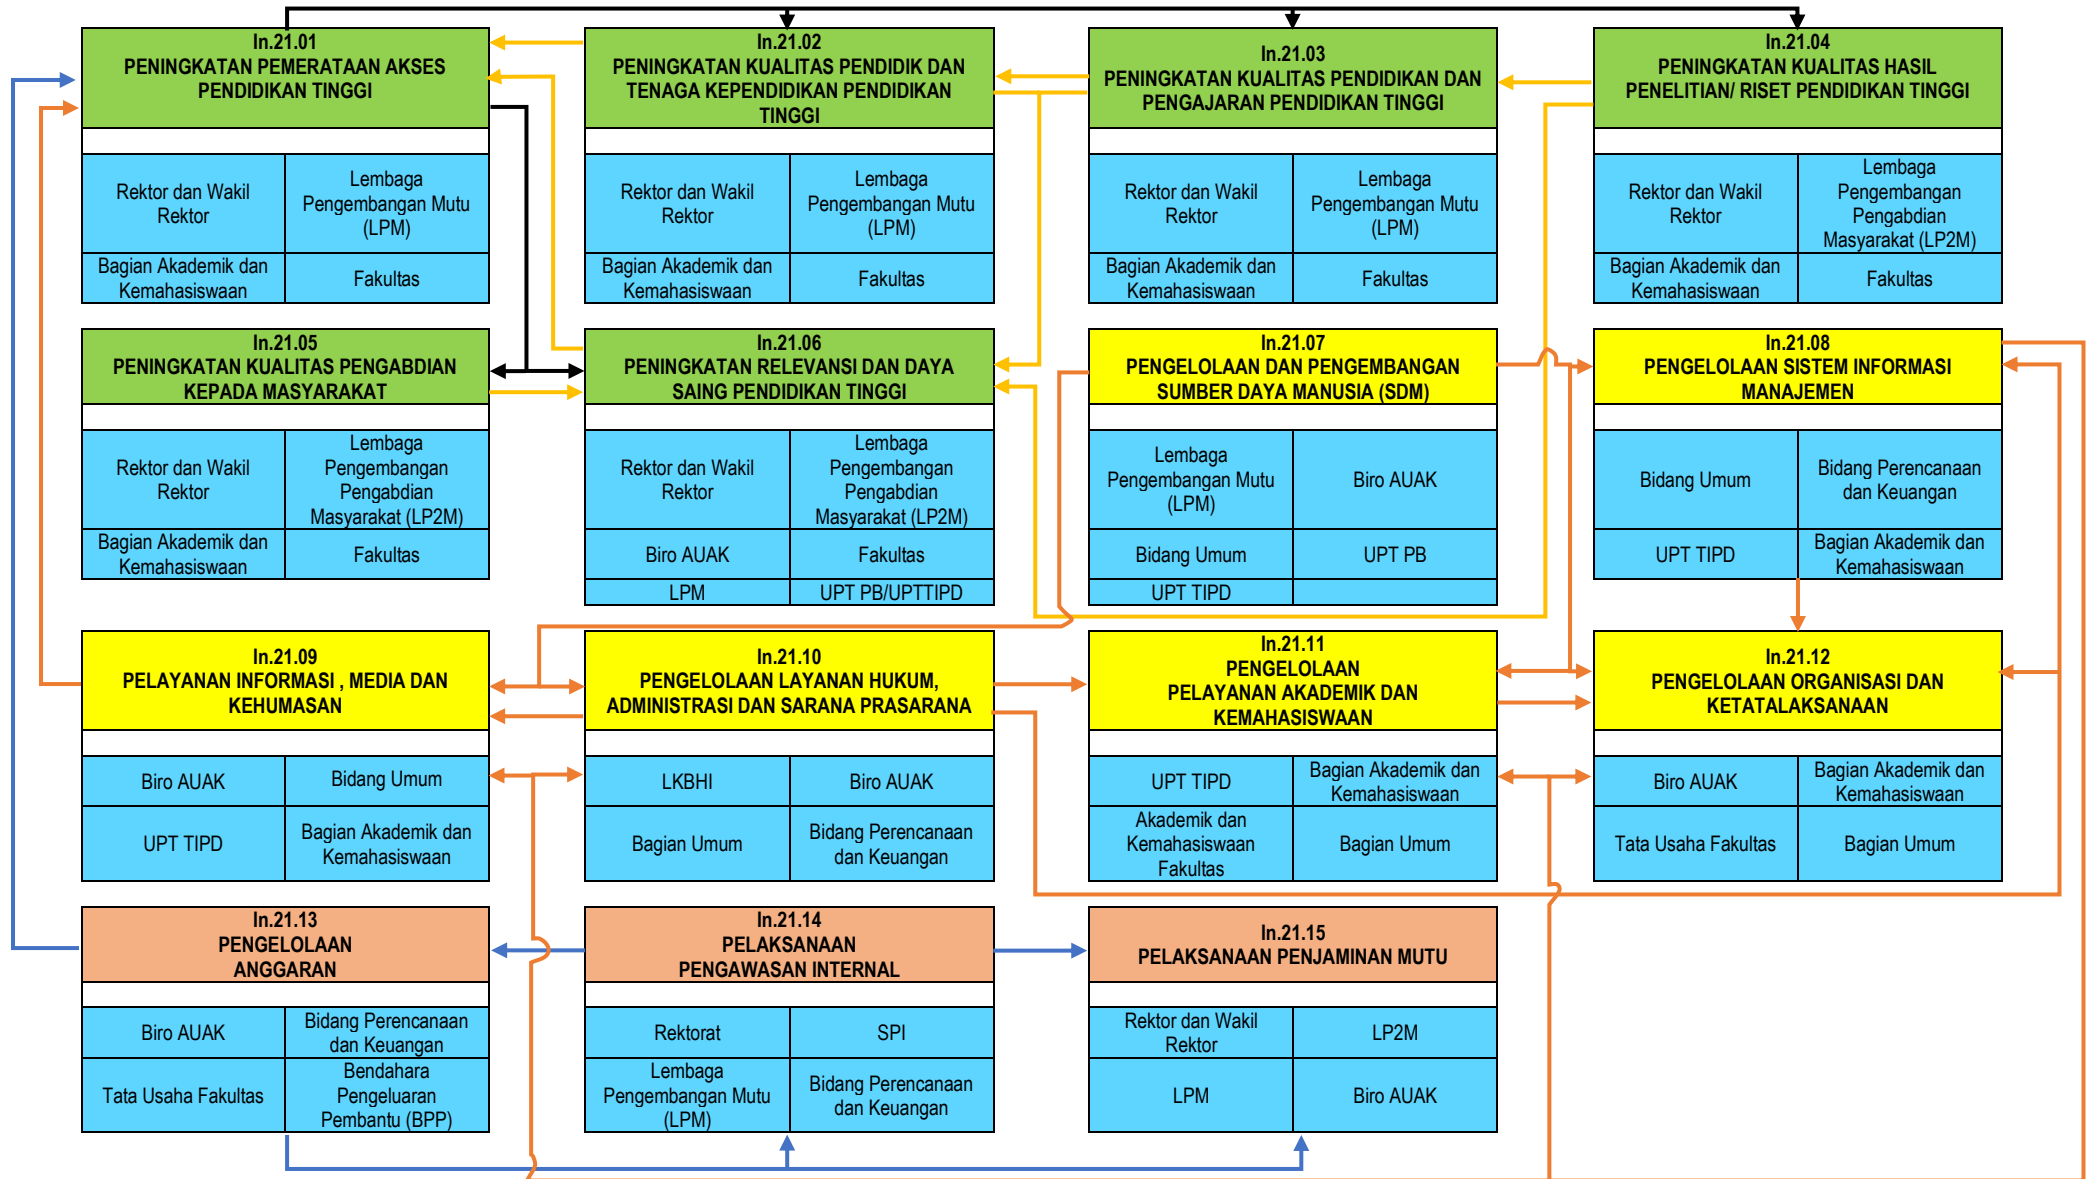 In.21.01
PENINGKATAN PEMERATAAN AKSES
PENDIDIKAN TINGGI
Rektor dan Wakil
Rektor
Lembaga
Pengembangan Mutu
(LPM)
Bagian Akademik dan
Kemahasiswaan
Fakultas
In.21.02
PENINGKATAN KUALITAS PENDIDIK DAN
TENAGA KEPENDIDIKAN PENDIDIKAN
TINGGI
Rektor dan Wakil
Rektor
Lembaga
Pengembangan Mutu
(LPM)
Bagian Akademik dan
Kemahasiswaan
Fakultas
In.21.03
PENINGKATAN KUALITAS PENDIDIKAN DAN
PENGAJARAN PENDIDIKAN TINGGI
Rektor dan Wakil
Rektor
Lembaga
Pengembangan Mutu
(LPM)
Bagian Akademik dan
Kemahasiswaan
Fakultas
In.21.04
PENINGKATAN KUALITAS HASIL
PENELITIAN/ RISET PENDIDIKAN TINGGI
Rektor dan Wakil
Rektor
Lembaga
Pengembangan
Pengabdian
Masyarakat (LP2M)
Bagian Akademik dan
Kemahasiswaan
Fakultas
In.21.05
PENINGKATAN KUALITAS PENGABDIAN
KEPADA MASYARAKAT
Rektor dan Wakil
Rektor
Lembaga
Pengembangan
Pengabdian
Masyarakat (LP2M)
Bagian Akademik dan
Kemahasiswaan
Fakultas
In.21.06
PENINGKATAN RELEVANSI DAN DAYA
SAING PENDIDIKAN TINGGI
Rektor dan Wakil
Rektor
Lembaga
Pengembangan
Pengabdian
Masyarakat (LP2M)
Biro AUAK
Fakultas
LPM
UPT PB/UPTTIPD
In.21.07
PENGELOLAAN DAN PENGEMBANGAN
SUMBER DAYA MANUSIA (SDM)
Lembaga
Pengembangan Mutu
(LPM)
Biro AUAK
Bidang Umum
UPT PB
UPT TIPD
In.21.08
PENGELOLAAN SISTEM INFORMASI
MANAJEMEN
Bidang Umum
Bidang Perencanaan
dan Keuangan
UPT TIPD
Bagian Akademik dan
Kemahasiswaan
In.21.09
PELAYANAN INFORMASI , MEDIA DAN
KEHUMASAN
Biro AUAK
Bidang Umum
UPT TIPD
Bagian Akademik dan
Kemahasiswaan
In.21.10
PENGELOLAAN LAYANAN HUKUM,
ADMINISTRASI DAN SARANA PRASARANA
LKBHI
Biro AUAK
Bagian Umum
Bidang Perencanaan
dan Keuangan
In.21.11
PENGELOLAAN
PELAYANAN AKADEMIK DAN
KEMAHASISWAAN
UPT TIPD
Bagian Akademik dan
Kemahasiswaan
Akademik dan
Kemahasiswaan
Fakultas
Bagian Umum
In.21.12
PENGELOLAAN ORGANISASI DAN
KETATALAKSANAAN
Biro AUAK
Bagian Akademik dan
Kemahasiswaan
Tata Usaha Fakultas
Bagian Umum
In.21.13
PENGELOLAAN
ANGGARAN
Biro AUAK
Bidang Perencanaan
dan Keuangan
Tata Usaha Fakultas
Bendahara
Pengeluaran
Pembantu (BPP)
In.21.14
PELAKSANAAN
PENGAWASAN INTERNAL
Rektorat
SPI
Lembaga
Pengembangan Mutu
(LPM)
Bidang Perencanaan
dan Keuangan
In.21.15
PELAKSANAAN PENJAMINAN MUTU
Rektor dan Wakil
Rektor
LP2M
LPM
Biro AUAK